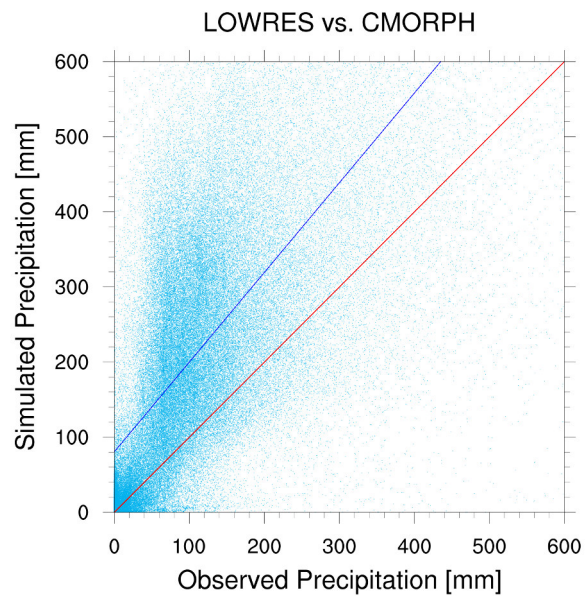 LOWRES vs. CMORPH
600
500
400
300
200
100
0
Simulated Precipitation [mm]
0 100 200 300 400 500 600
Observed Precipitation [mm]